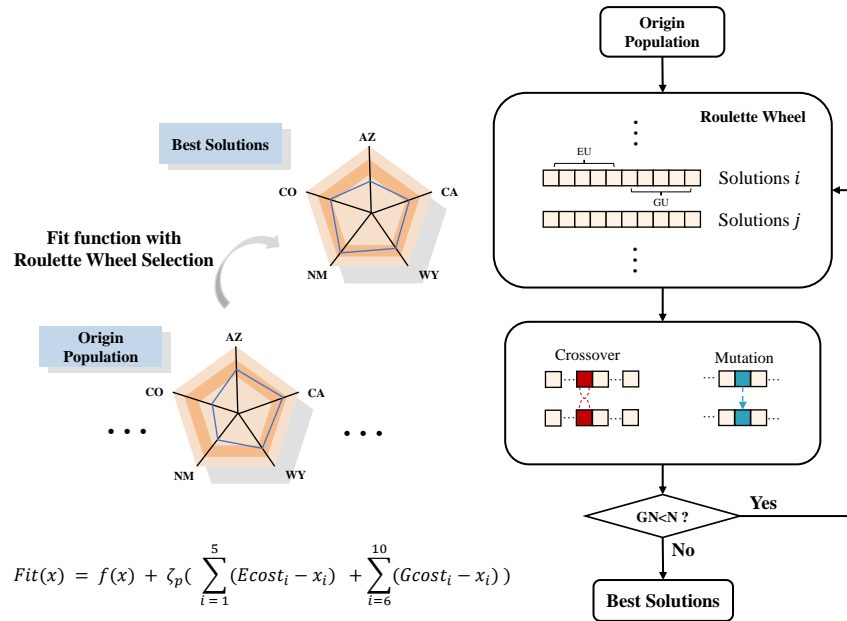 Best Solutions
AZ
CO
CA
NM
WY
Fit function with
Roulette Wheel Selection
Origin
Population
AZ
CO
CA
NM
WY
...
...
Fit(x) = f(x) + ζ_p( ∑_{i = 1}^{5} (Ecost_i − x_i) + ∑_{i=6}^{10} (Gcost_i − x_i) )
Origin
Population
Roulette Wheel
EU
Solutions i
GU
Solutions j
Crossover
Mutation
GN<N ?
Yes
No
Best Solutions